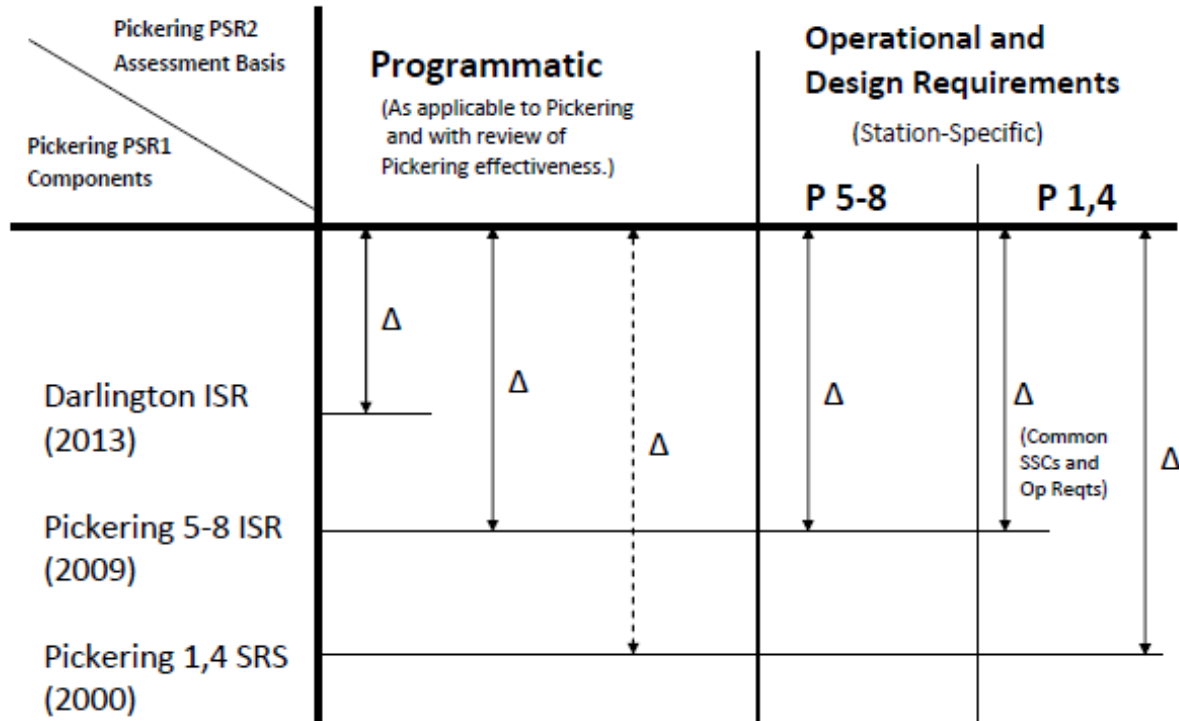 Pickering PSR2
Assessment Basis
Pickering PSR1
Components
Programmatic
(As applicable to Pickering
and with review of
Pickering effectiveness.)
Operational and
Design Requirements
(Station-Specific)
P 5-8
P 1,4
Δ
Δ
Δ
Δ
Δ
(Common
SSCs and
Op Reqts)
Δ
Darlington ISR
(2013)
Pickering 5-8 ISR
(2009)
Pickering 1,4 SRS
(2000)